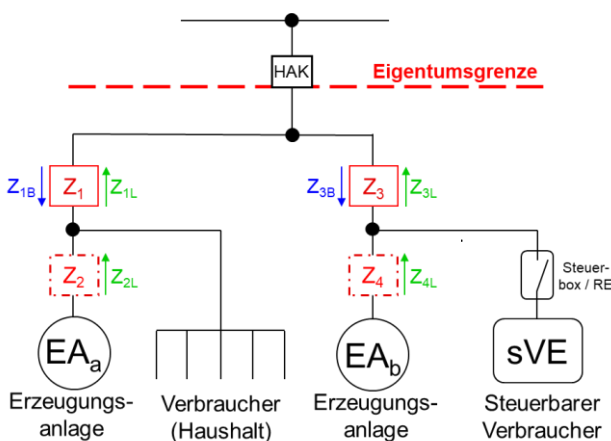 HAK
Eigentumsgrenze
Z1B
Z1
Z1L
Z3B
Z3
Z3L
Z2
Z2L
Z4
Z4L
Steuer-
box / RE
EAa
EAb
sVE
Erzeugungs-
anlage
Verbraucher
(Haushalt)
Erzeugungs-
anlage
Steuerbarer
Verbraucher